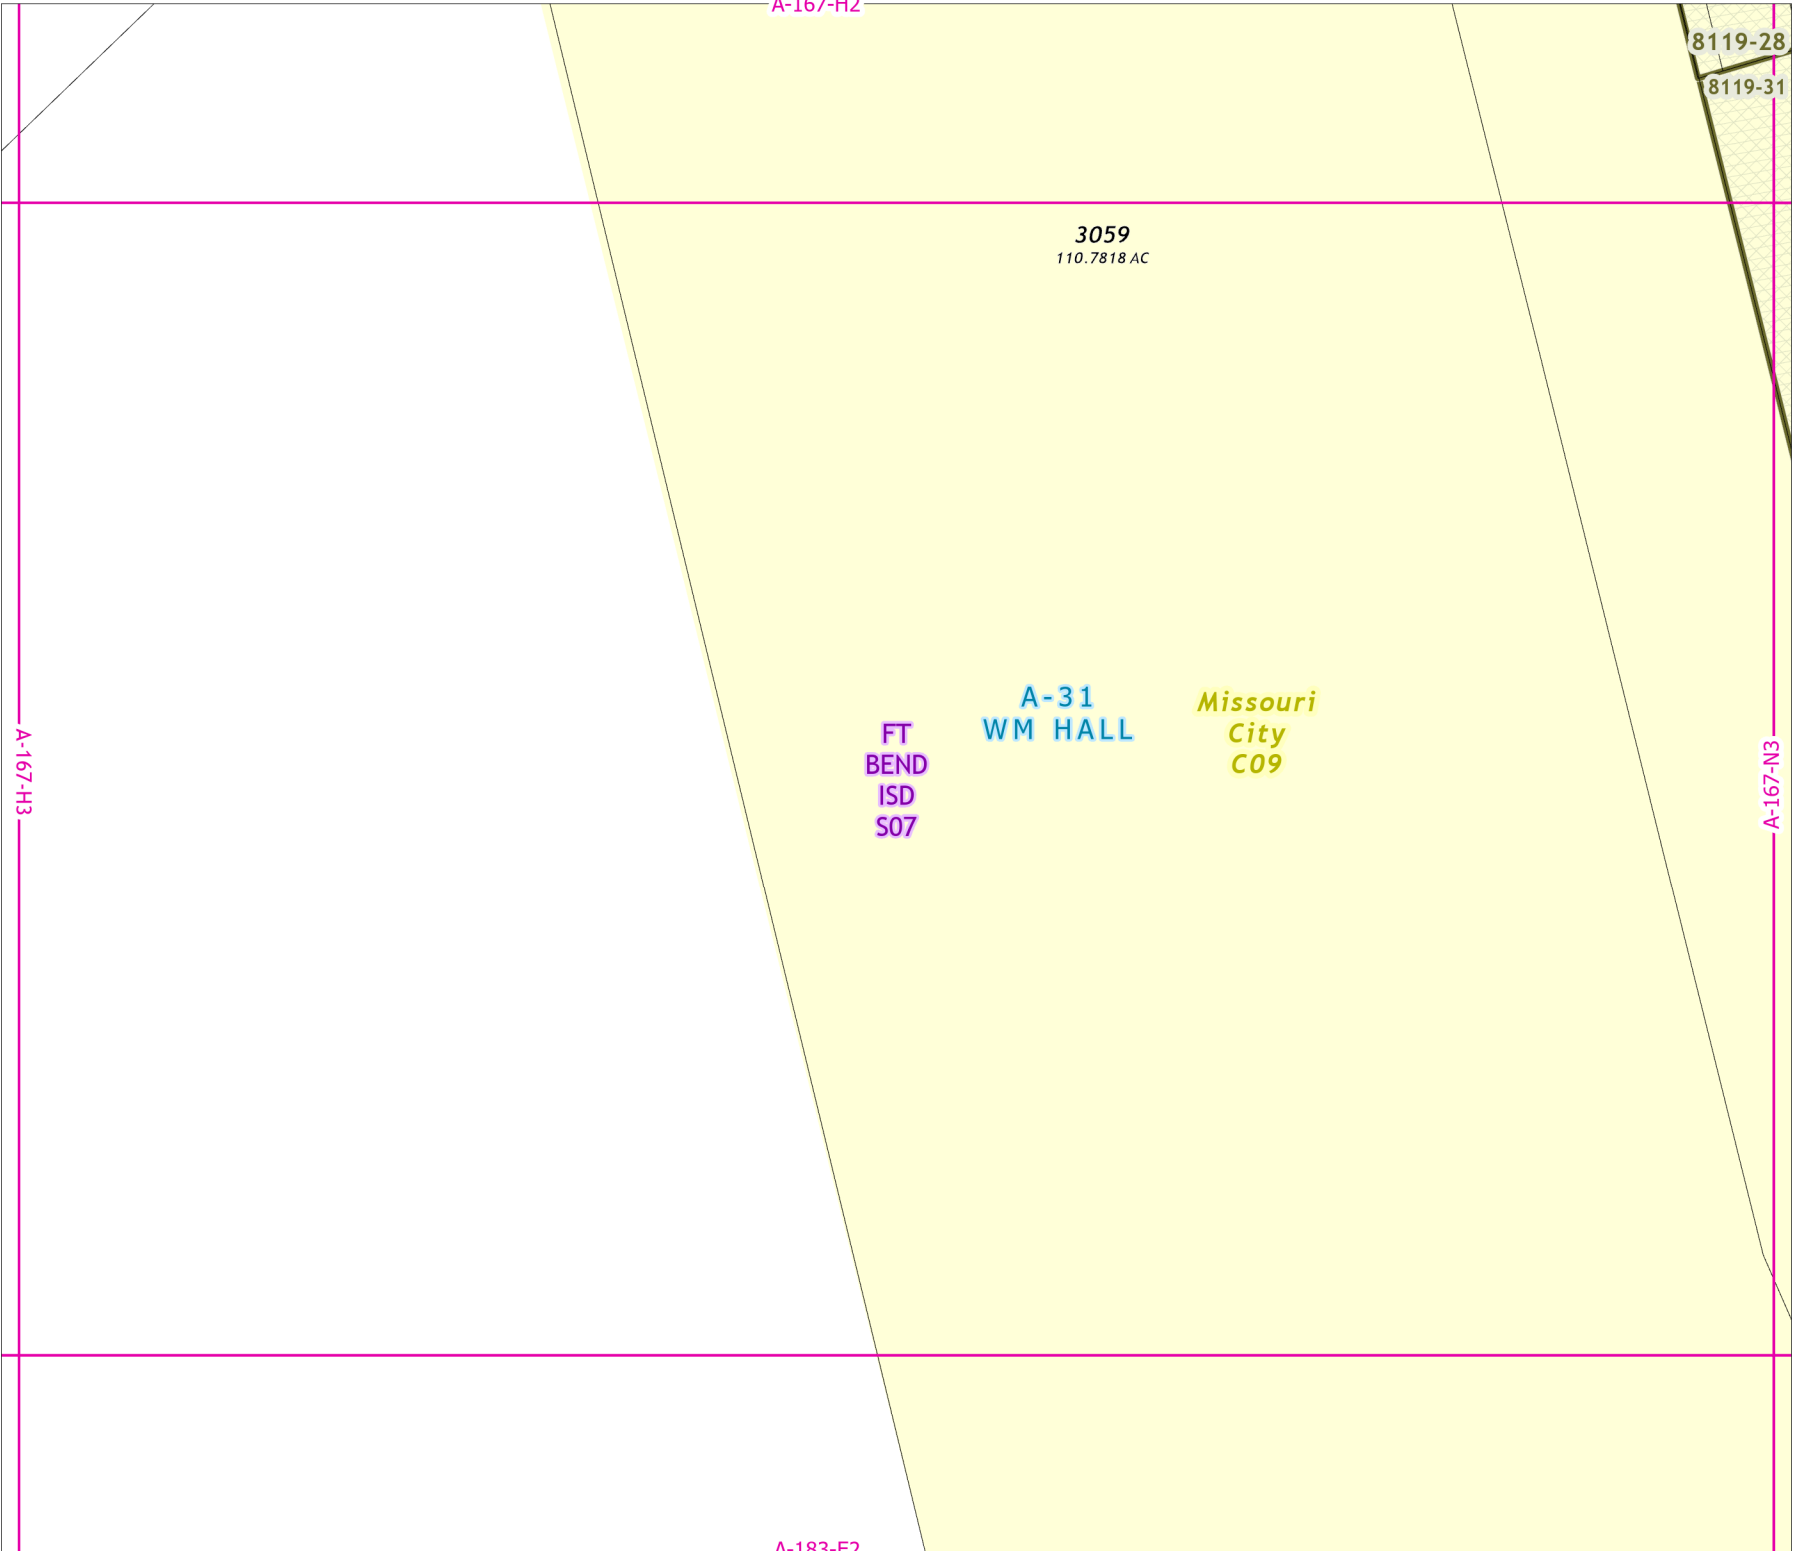 A-167-H2
8119-28
8119-31
3059
110.7818 AC
A-31
WM HALL
Missouri
City
C09
FT
BEND
ISD
S07
A-167-H3
A-167-N3